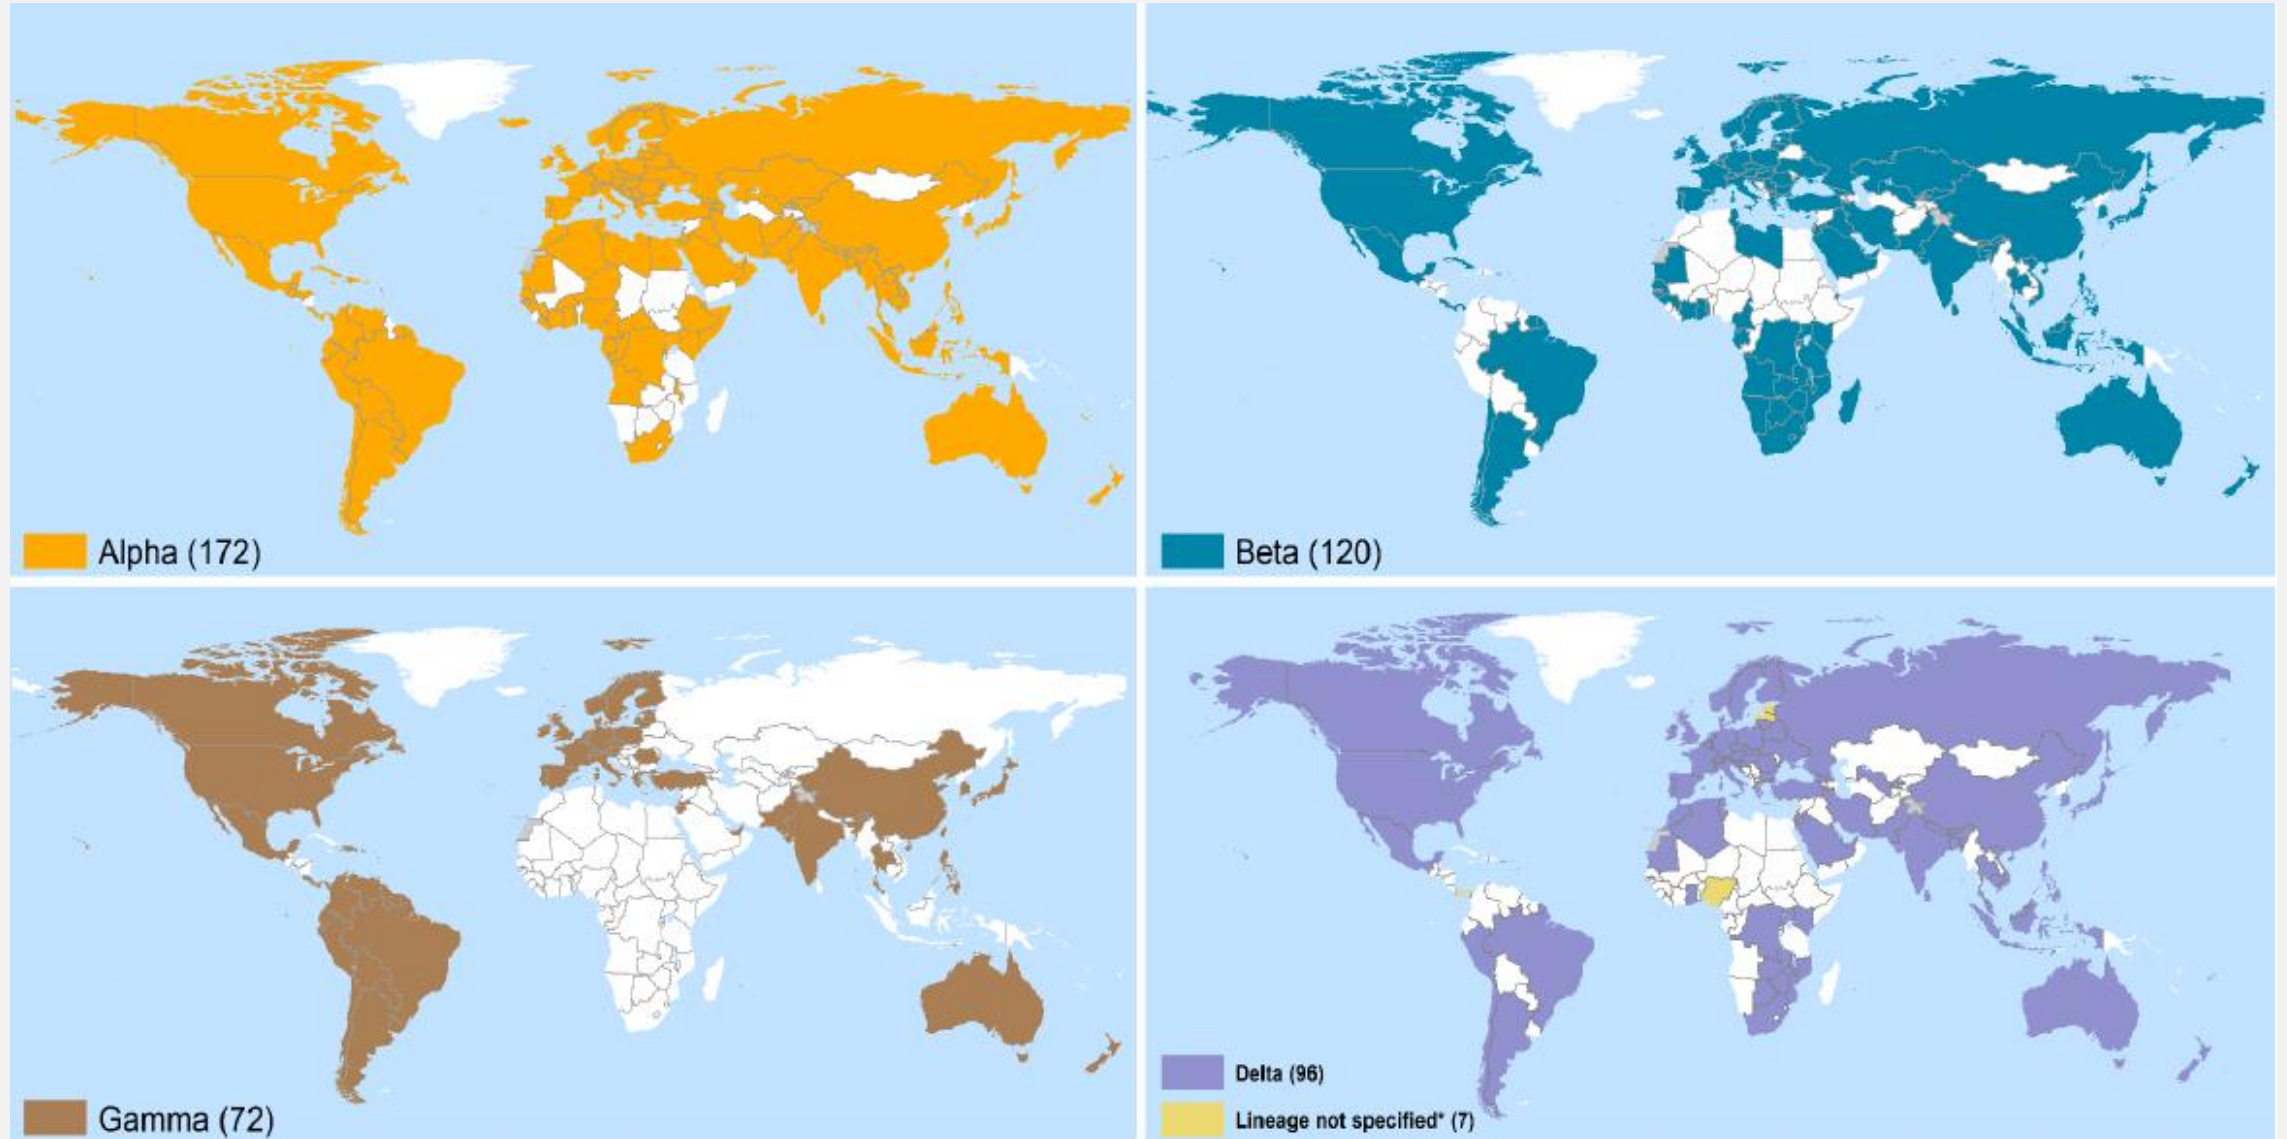 Alpha (172)
Beta (120)
Gamma (72)
Delta (96)
Lineage not specified* (7)